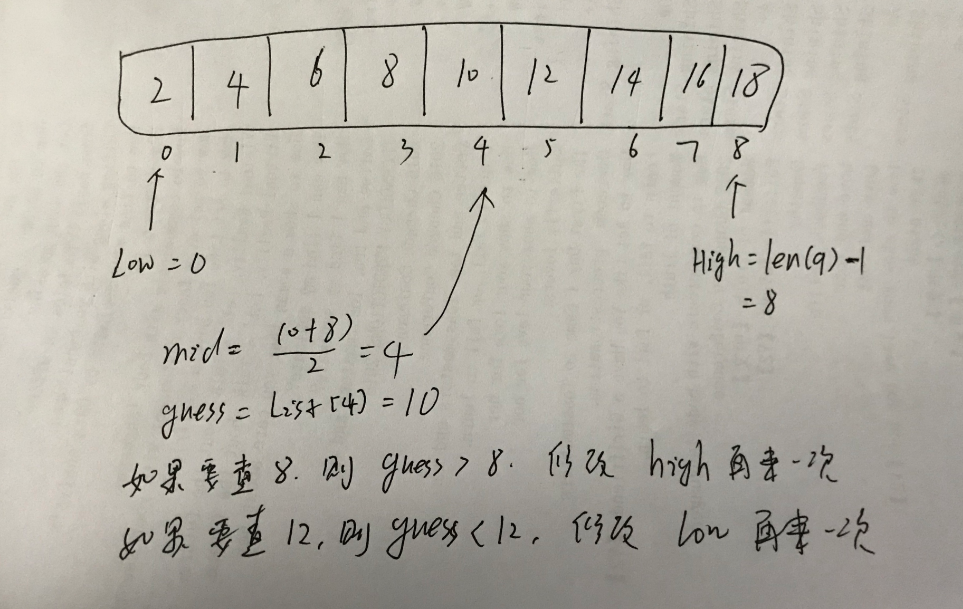 2 4 6 8 10 12 14 16 18
0 1 2 3 4 5 6 7 8
Low = 0
High = len(9) - 1
= 8
mid = (0+8)/2 = 4
guess = List[4) = 10
如果要查 8. 则 guess > 8. 修改 high 再来一次
如果要查 12, 则 guess < 12, 修改 low 再来一次